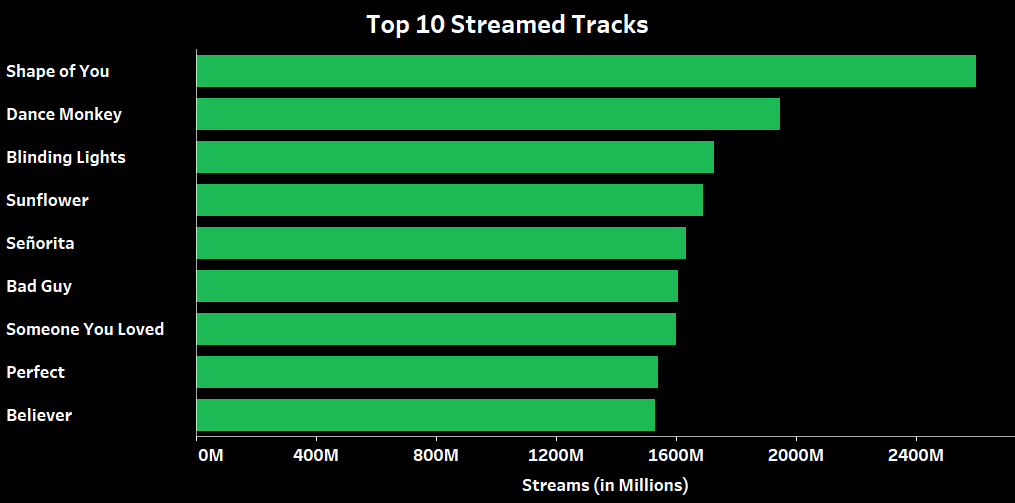 Top 10 Streamed Tracks
Shape of You
Dance Monkey
Blinding Lights
Sunflower
Señorita
Bad Guy
Someone You Loved
Perfect
Believer
0M 400M 800M 1200M 1600M 2000M 2400M
Streams (in Millions)